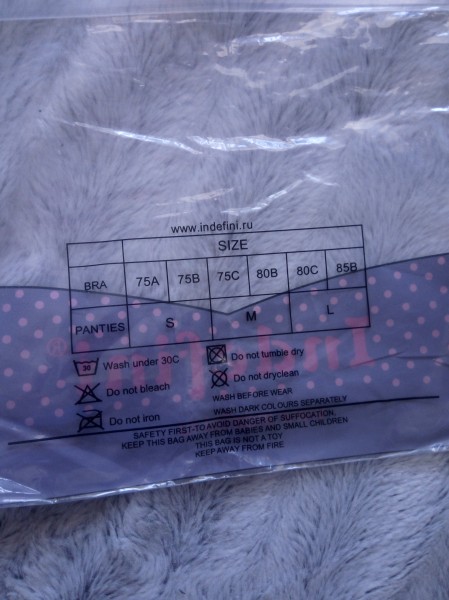 www.indefini.ru
SIZE
BRA 75A 75B 75C 80B 80C 85B
PANTIES S M L
30 Wash under 30C
Do not tumble dry
Do not bleach
Do not dryclean
Do not iron
WASH BEFORE WEAR
WASH DARK COLOURS SEPARATELY
SAFETY FIRST-TO AVOID DANGER OF SUFFOCATION.
KEEP THIS BAG AWAY FROM BABIES AND SMALL CHILDREN
THIS BAG IS NOT A TOY
KEEP AWAY FROM FIRE